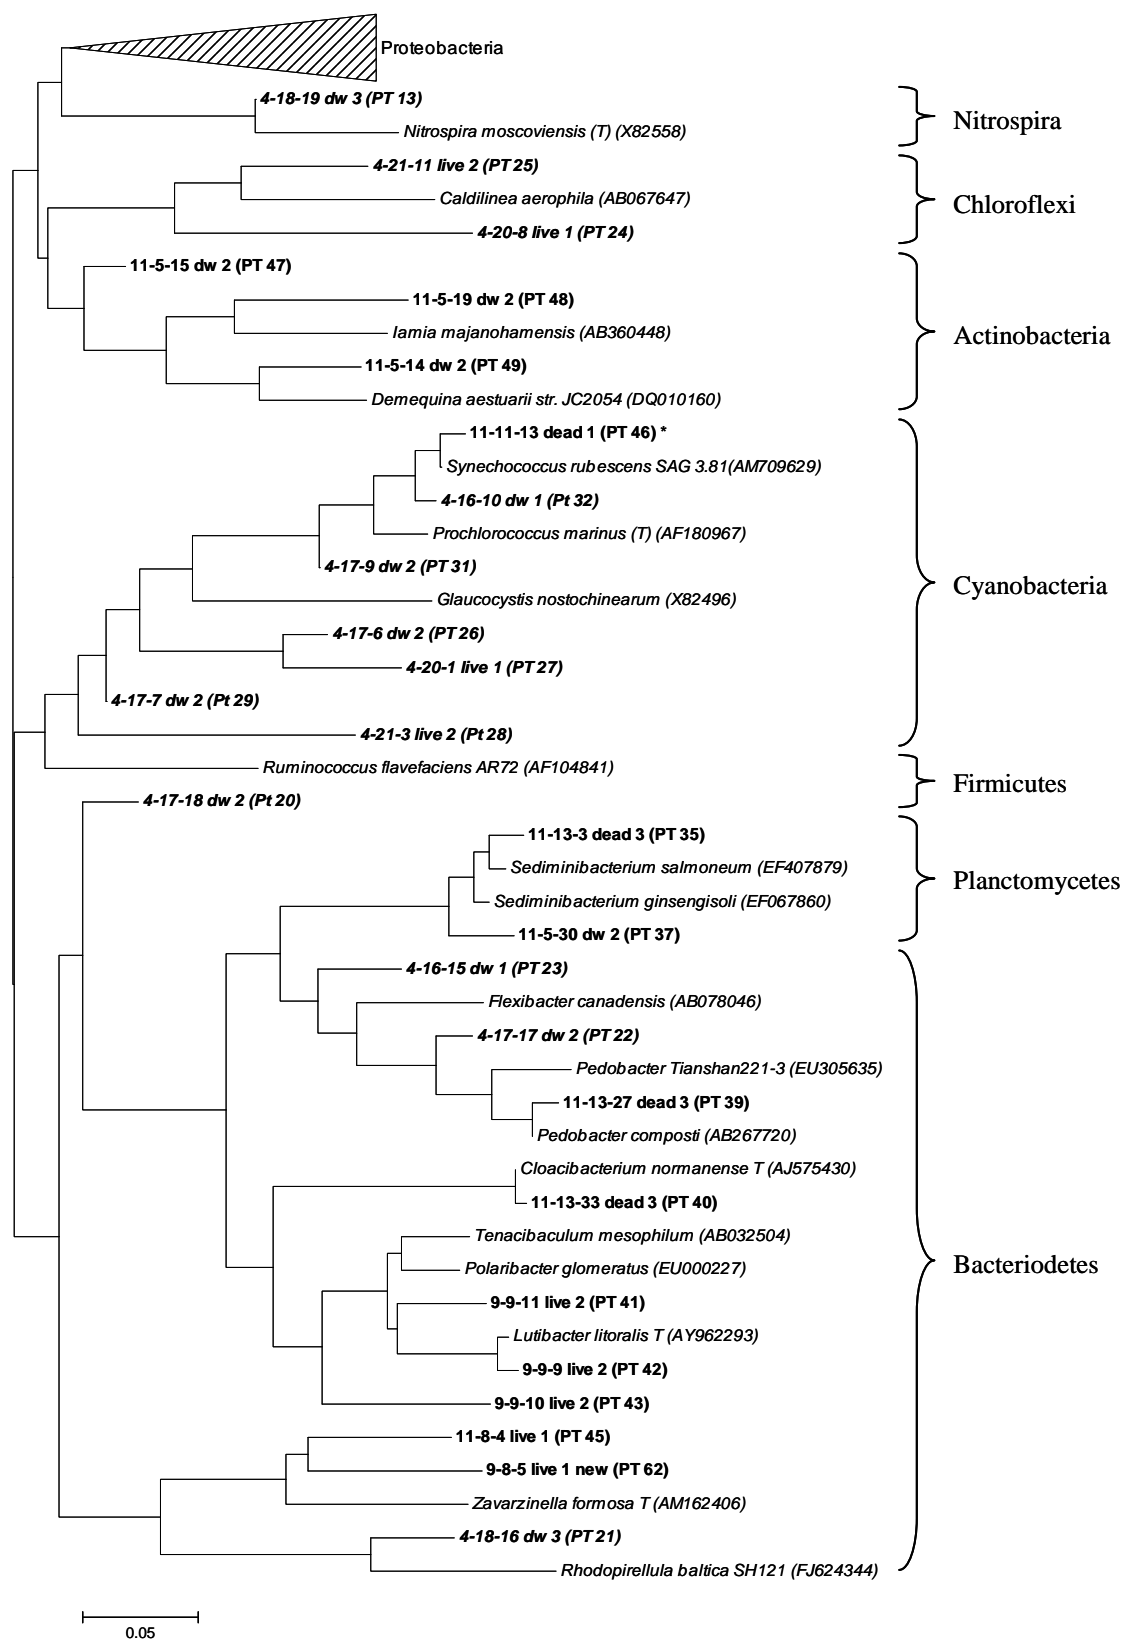 Proteobacteria
4-18-19 dw 3 (PT 13)
Nitrospira moscoviensis (T) (X82558)
Nitrospira
4-21-11 live 2 (PT 25)
Caldilinea aerophila (AB067647)
4-20-8 live 1 (PT 24)
Chloroflexi
11-5-15 dw 2 (PT 47)
11-5-19 dw 2 (PT 48)
Iamia majanohamensis (AB360448)
11-5-14 dw 2 (PT 49)
Demequina aestuarii str. JC2054 (DQ010160)
Actinobacteria
11-11-13 dead 1 (PT 46) *
Synechococcus rubescens SAG 3.81(AM709629)
4-16-10 dw 1 (Pt 32)
Prochlorococcus marinus (T) (AF180967)
4-17-9 dw 2 (PT 31)
Glaucocystis nostochinearum (X82496)
4-17-6 dw 2 (PT 26)
4-20-1 live 1 (PT 27)
4-17-7 dw 2 (Pt 29)
4-21-3 live 2 (Pt 28)
Cyanobacteria
Ruminococcus flavefaciens AR72 (AF104841)
Firmicutes
4-17-18 dw 2 (Pt 20)
11-13-3 dead 3 (PT 35)
Sediminibacterium salmoneum (EF407879)
Sediminibacterium ginsengisoli (EF067860)
11-5-30 dw 2 (PT 37)
Planctomycetes
4-16-15 dw 1 (PT 23)
Flexibacter canadensis (AB078046)
4-17-17 dw 2 (PT 22)
Pedobacter Tianshan221-3 (EU305635)
11-13-27 dead 3 (PT 39)
Pedobacter composti (AB267720)
Cloacibacterium normanense T (AJ575430)
11-13-33 dead 3 (PT 40)
Tenacibaculum mesophilum (AB032504)
Polaribacter glomeratus (EU000227)
9-9-11 live 2 (PT 41)
Lutibacter litoralis T (AY962293)
9-9-9 live 2 (PT 42)
9-9-10 live 2 (PT 43)
11-8-4 live 1 (PT 45)
9-8-5 live 1 new (PT 62)
Zavarzinella formosa T (AM162406)
4-18-16 dw 3 (PT 21)
Rhodopirellula baltica SH121 (FJ624344)
Bacteriodetes
0.05